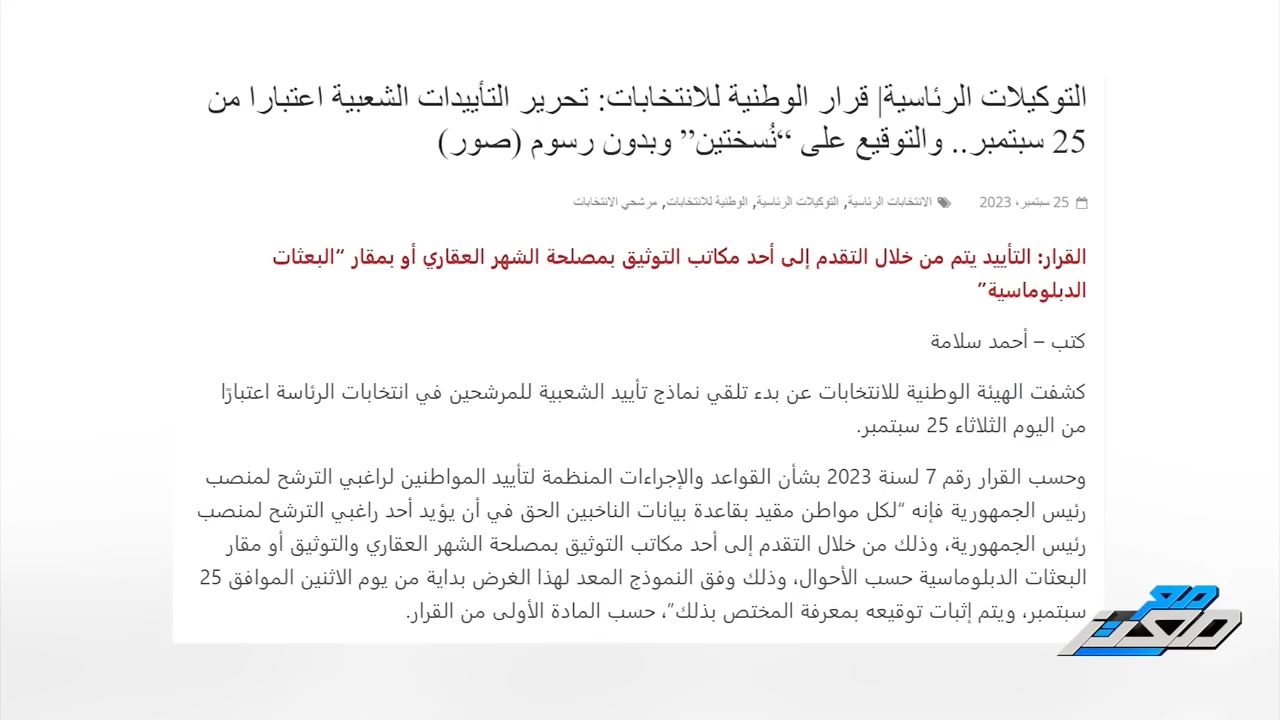 التوكيلات الرئاسية| قرار الوطنية للانتخابات: تحرير التأييدات الشعبية اعتبارا من
25 سبتمبر.. والتوقيع على “نُسختين” وبدون رسوم (صور)
25 سبتمبر، 2023 الانتخابات الرئاسية, التوكيلات الرئاسية, الوطنية للانتخابات, مرشحي الانتخابات
القرار: التأييد يتم من خلال التقدم إلى أحد مكاتب التوثيق بمصلحة الشهر العقاري أو بمقار “البعثات
الدبلوماسية”
كتب – أحمد سلامة
كشفت الهيئة الوطنية للانتخابات عن بدء تلقي نماذج تأييد الشعبية للمرشحين في انتخابات الرئاسة اعتبارًا
من اليوم الثلاثاء 25 سبتمبر.
وحسب القرار رقم 7 لسنة 2023 بشأن القواعد والإجراءات المنظمة لتأييد المواطنين لراغبي الترشح لمنصب
رئيس الجمهورية فإنه “لكل مواطن مقيد بقاعدة بيانات الناخبين الحق في أن يؤيد أحد راغبي الترشح لمنصب
رئيس الجمهورية، وذلك من خلال التقدم إلى أحد مكاتب التوثيق بمصلحة الشهر العقاري والتوثيق أو مقار
البعثات الدبلوماسية حسب الأحوال، وذلك وفق النموذج المعد لهذا الغرض بداية من يوم الاثنين الموافق 25
سبتمبر، ويتم إثبات توقيعه بمعرفة المختص بذلك”، حسب المادة الأولى من القرار.
مع
معتز